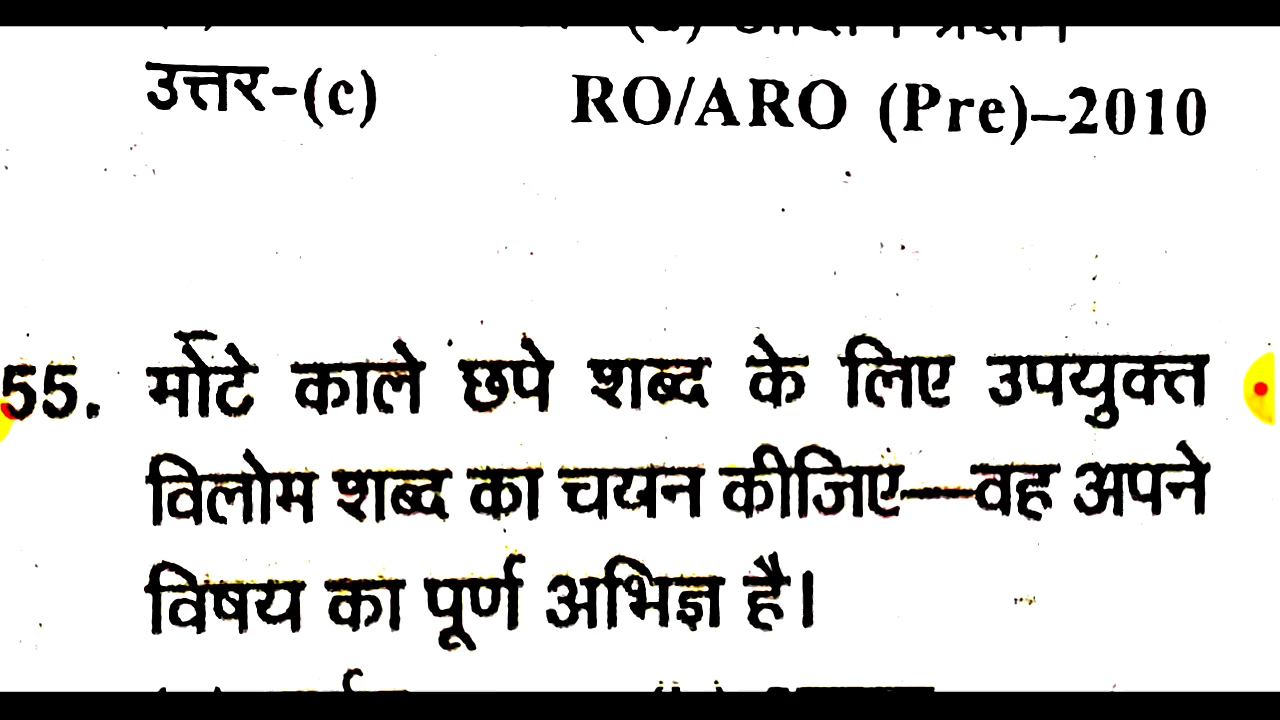 उत्तर-(c) RO/ARO (Pre)–2010
55. मोटे काले छपे शब्द के लिए उपयुक्त
विलोम शब्द का चयन कीजिए—वह अपने
विषय का पूर्ण अभिज्ञ है।